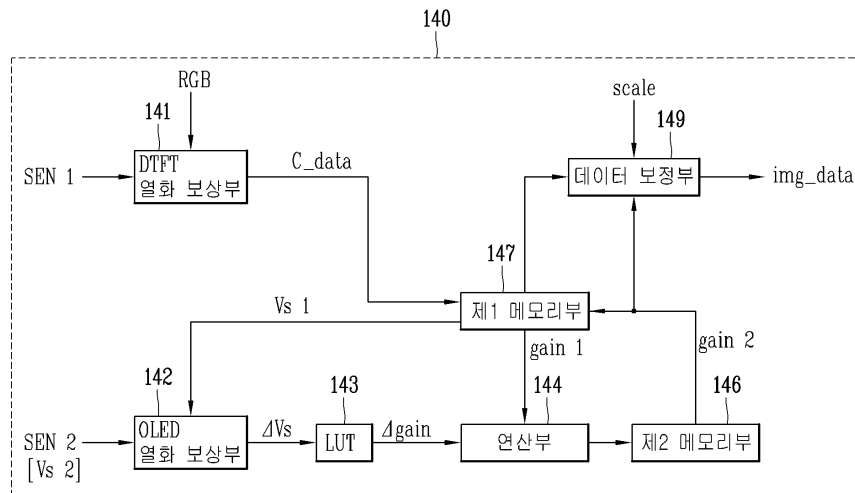 140
RGB
141
DTFT
열화 보상부
SEN 1
C_data
scale
149
데이터 보정부
img_data
147
제1 메모리부
Vs 1
gain 1
gain 2
142
OLED
열화 보상부
SEN 2
[Vs 2]
ΔVs
143
LUT
Δgain
144
연산부
146
제2 메모리부